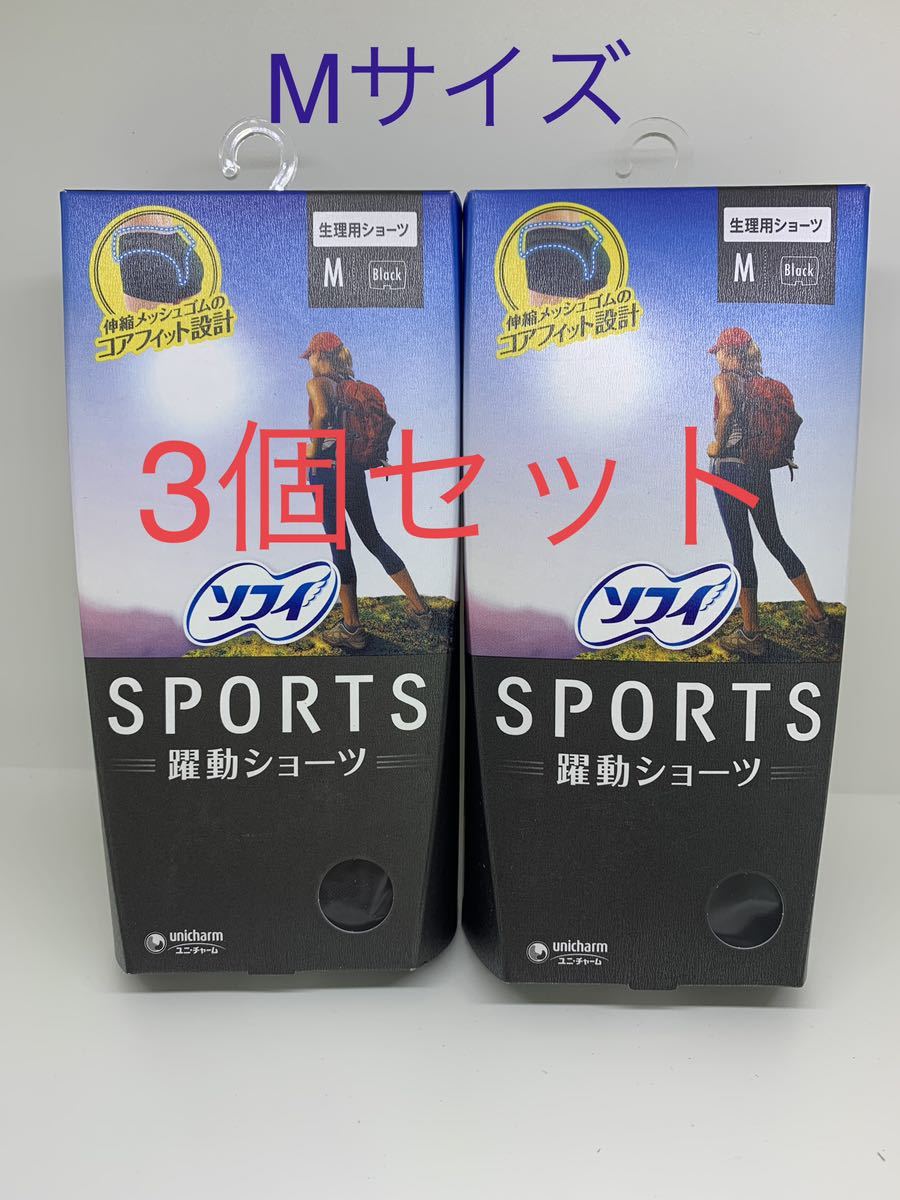 Mサイズ
生理用ショーツ
M
Black
伸縮メッシュゴムの
コアフィット設計
生理用ショーツ
M
Black
伸縮メッシュゴムの
コアフィット設計
3個セット
ソフィ
SPORTS
躍動ショーツ
unicharm
ユニ・チャーム
ソフィ
SPORTS
躍動ショーツ
unicharm
ユニ・チャーム